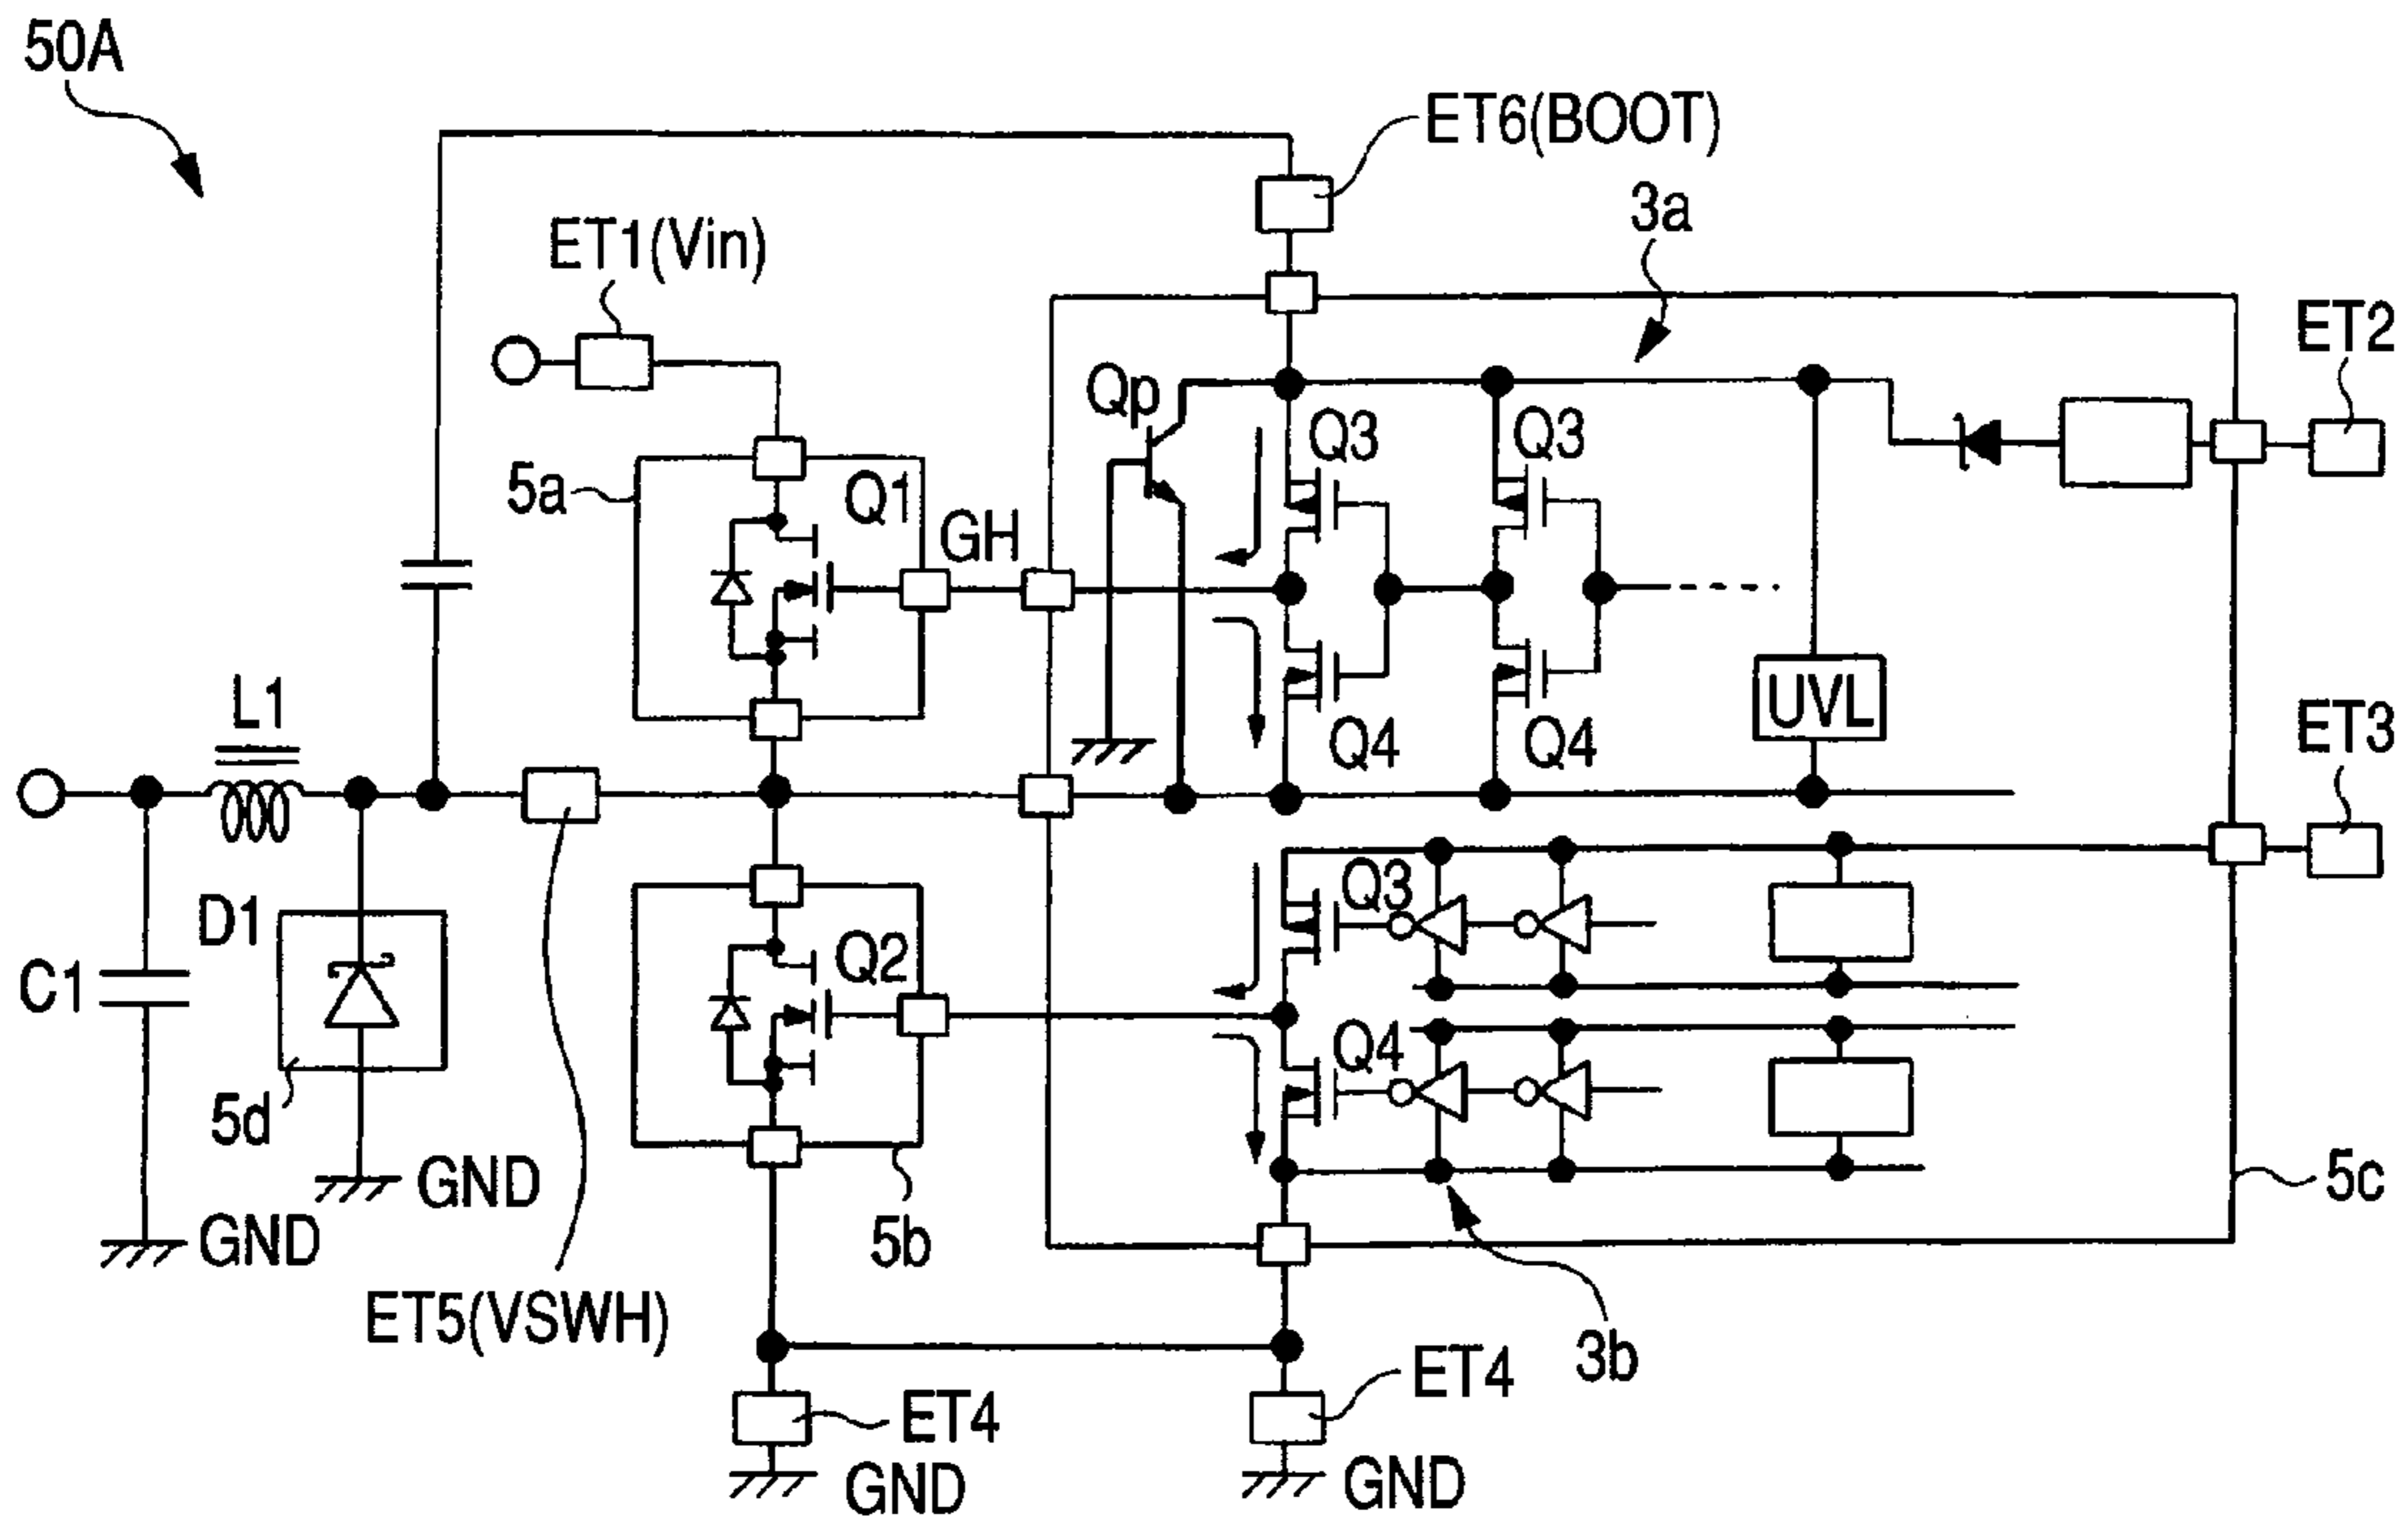 50A
ET6(BOOT)
3a
ET1(Vin)
ET2
Qp
Q3
Q3
5a
Q1
GH
L1
UVL
ET3
Q4
Q4
D1
Q3
Q2
C1
Q4
5d
GND
5c
GND
5b
ET5(VSWH)
3b
ET4
ET4
GND
GND